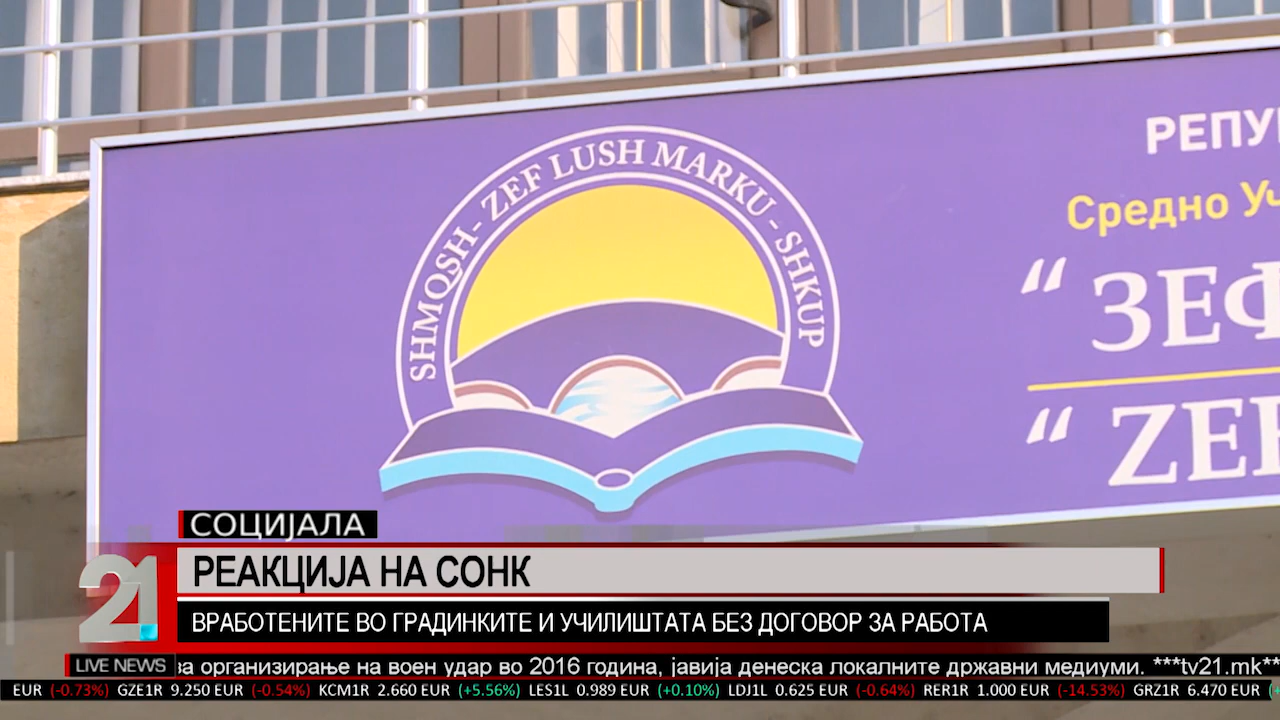 SHMQSH - ZEF LUSH MARKU - SHKUP
РЕПУ
Средно Уч
“ ЗЕФ
“ ZEF
СОЦИЈАЛА
21
РЕАКЦИЈА НА СОНК
ВРАБОТЕНИТЕ ВО ГРАДИНКИТЕ И УЧИЛИШТАТА БЕЗ ДОГОВОР ЗА РАБОТА
LIVE NEWS за организирање на воен удар во 2016 година, јавија денеска локалните државни медиуми. ***tv21.mk**
EUR (-0.73%) GZE1R 9.250 EUR (-0.54%) KCM1R 2.660 EUR (+5.56%) LES1L 0.989 EUR (+0.10%) LDJ1L 0.625 EUR (-0.64%) RER1R 1.000 EUR (-14.53%) GRZ1R 6.470 EUR